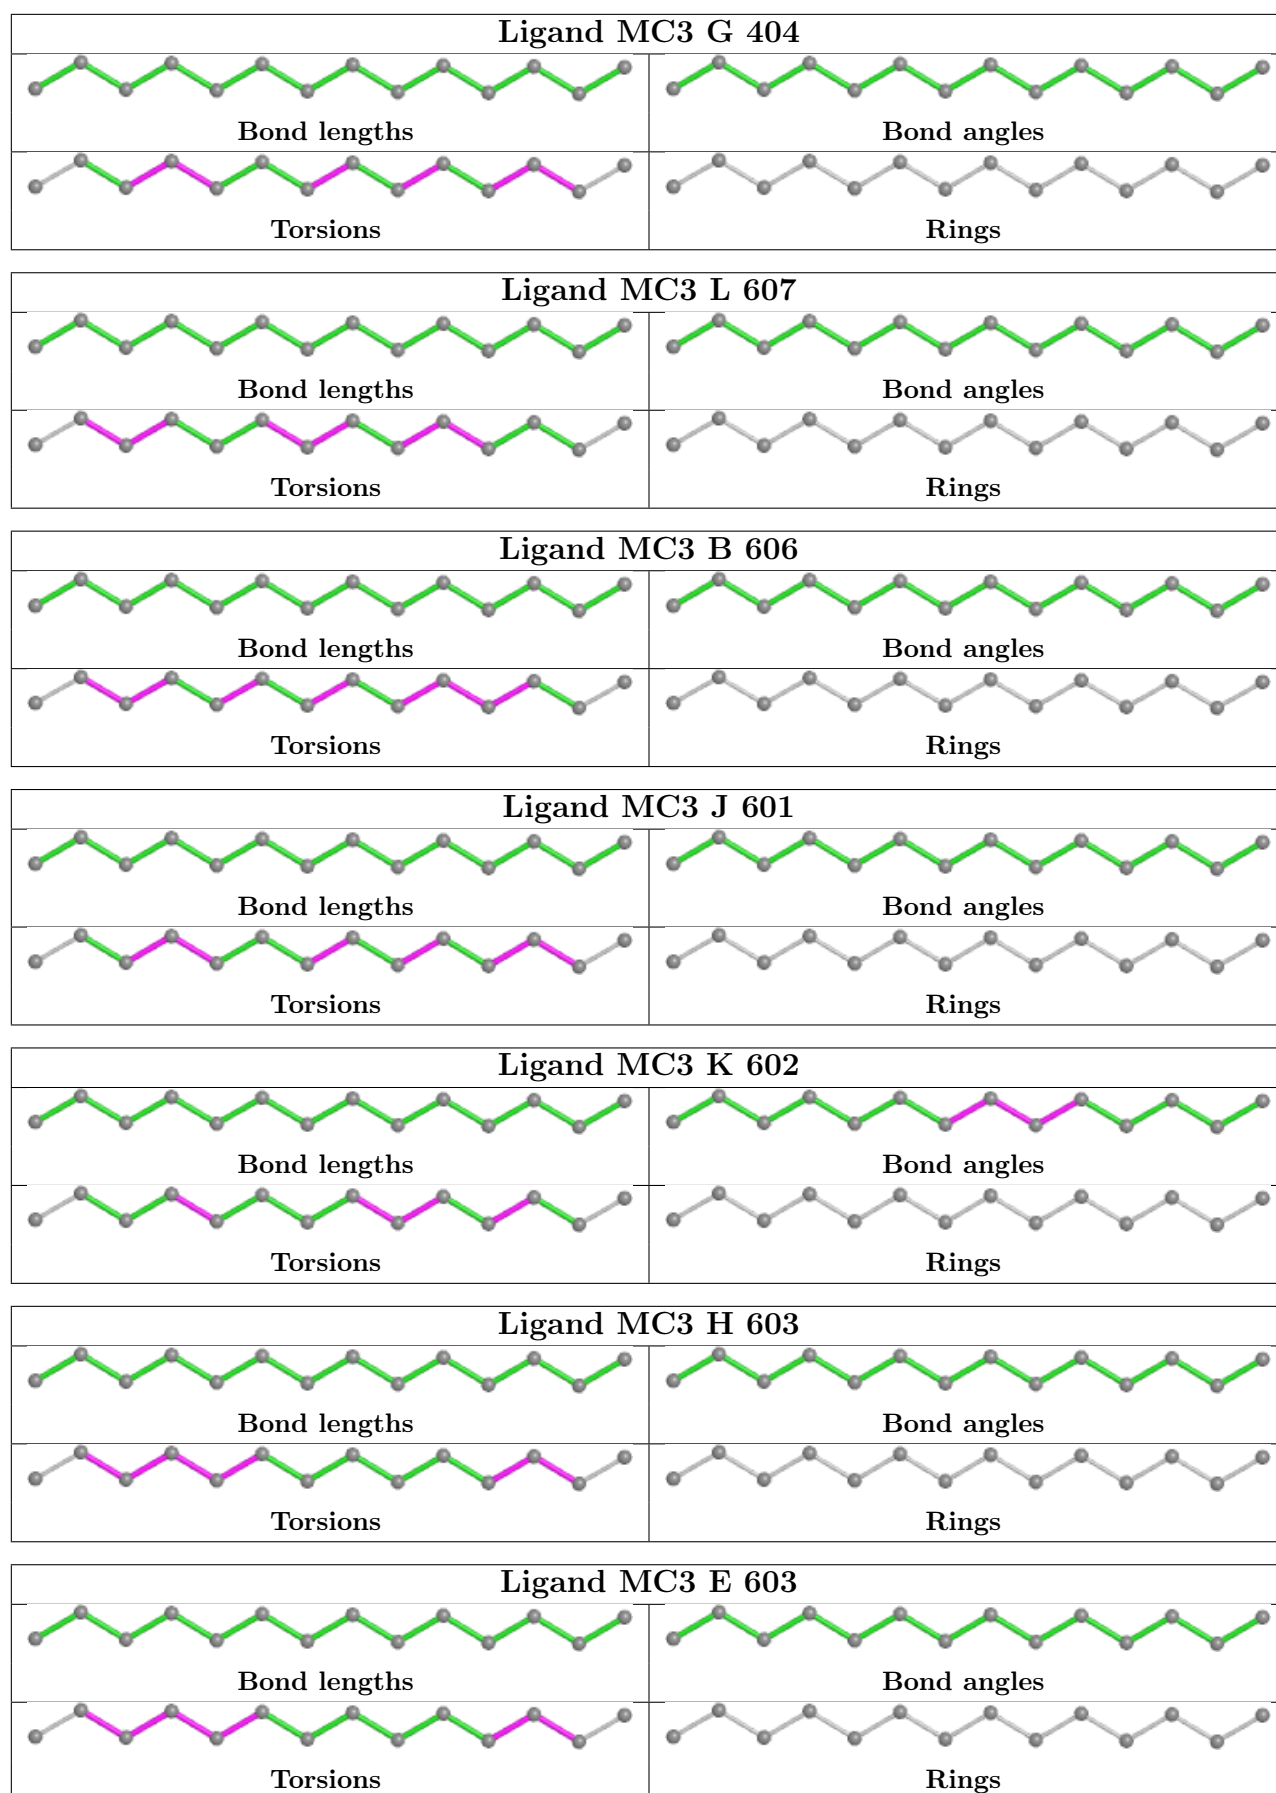 Ligand MC3 G 404
Bond lengths Bond angles
Torsions Rings
Ligand MC3 L 607
Bond lengths Bond angles
Torsions Rings
Ligand MC3 B 606
Bond lengths Bond angles
Torsions Rings
Ligand MC3 J 601
Bond lengths Bond angles
Torsions Rings
Ligand MC3 K 602
Bond lengths Bond angles
Torsions Rings
Ligand MC3 H 603
Bond lengths Bond angles
Torsions Rings
Ligand MC3 E 603
Bond lengths Bond angles
Torsions Rings